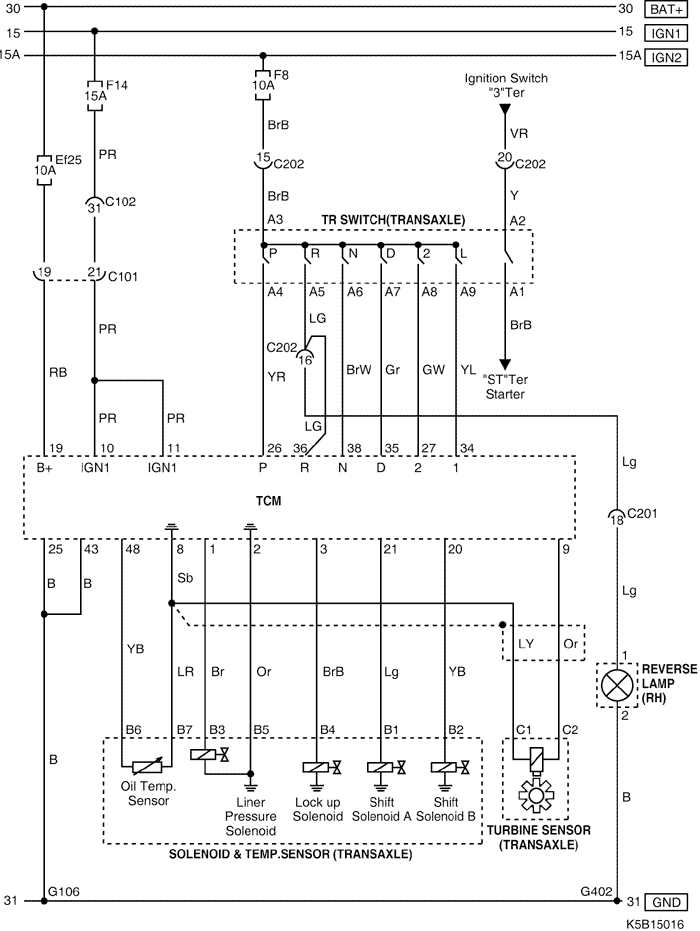 30 30 BAT+
15 15 IGN1
15A 15A IGN2
F14
15A
F8
10A
Ignition Switch
"3"Ter
BrB VR
Ef25
10A
PR
15 C202
20 C202
C102
31
BrB Y
A3 TR SWITCH(TRANSAXLE) A2
P R N D 2 L
19 21 C101
A4 A5 A6 A7 A8 A9 A1
LG
PR BrB
C202
16
RB YR BrW Gr GW YL
"ST"Ter
Starter
PR PR LG
19 10 11 26 36 38 35 27 34
B+ IGN1 IGN1 P R N D 2 1
Lg
TCM
C201
18
25 43 48 8 1 2 3 21 20 9
B B Sb Lg
YB LY Or
LR Br Or BrB Lg YB
1
REVERSE
LAMP
(RH)
2
B6 B7 B3 B5 B4 B1 B2 C1 C2
B
Oil Temp.
Sensor
Liner
Pressure
Solenoid
Lock up
Solenoid
Shift
Solenoid A
Shift
Solenoid B
B
TURBINE SENSOR
(TRANSAXLE)
SOLENOID & TEMP.SENSOR (TRANSAXLE)
G106 G402
31 31 GND
K5B15016